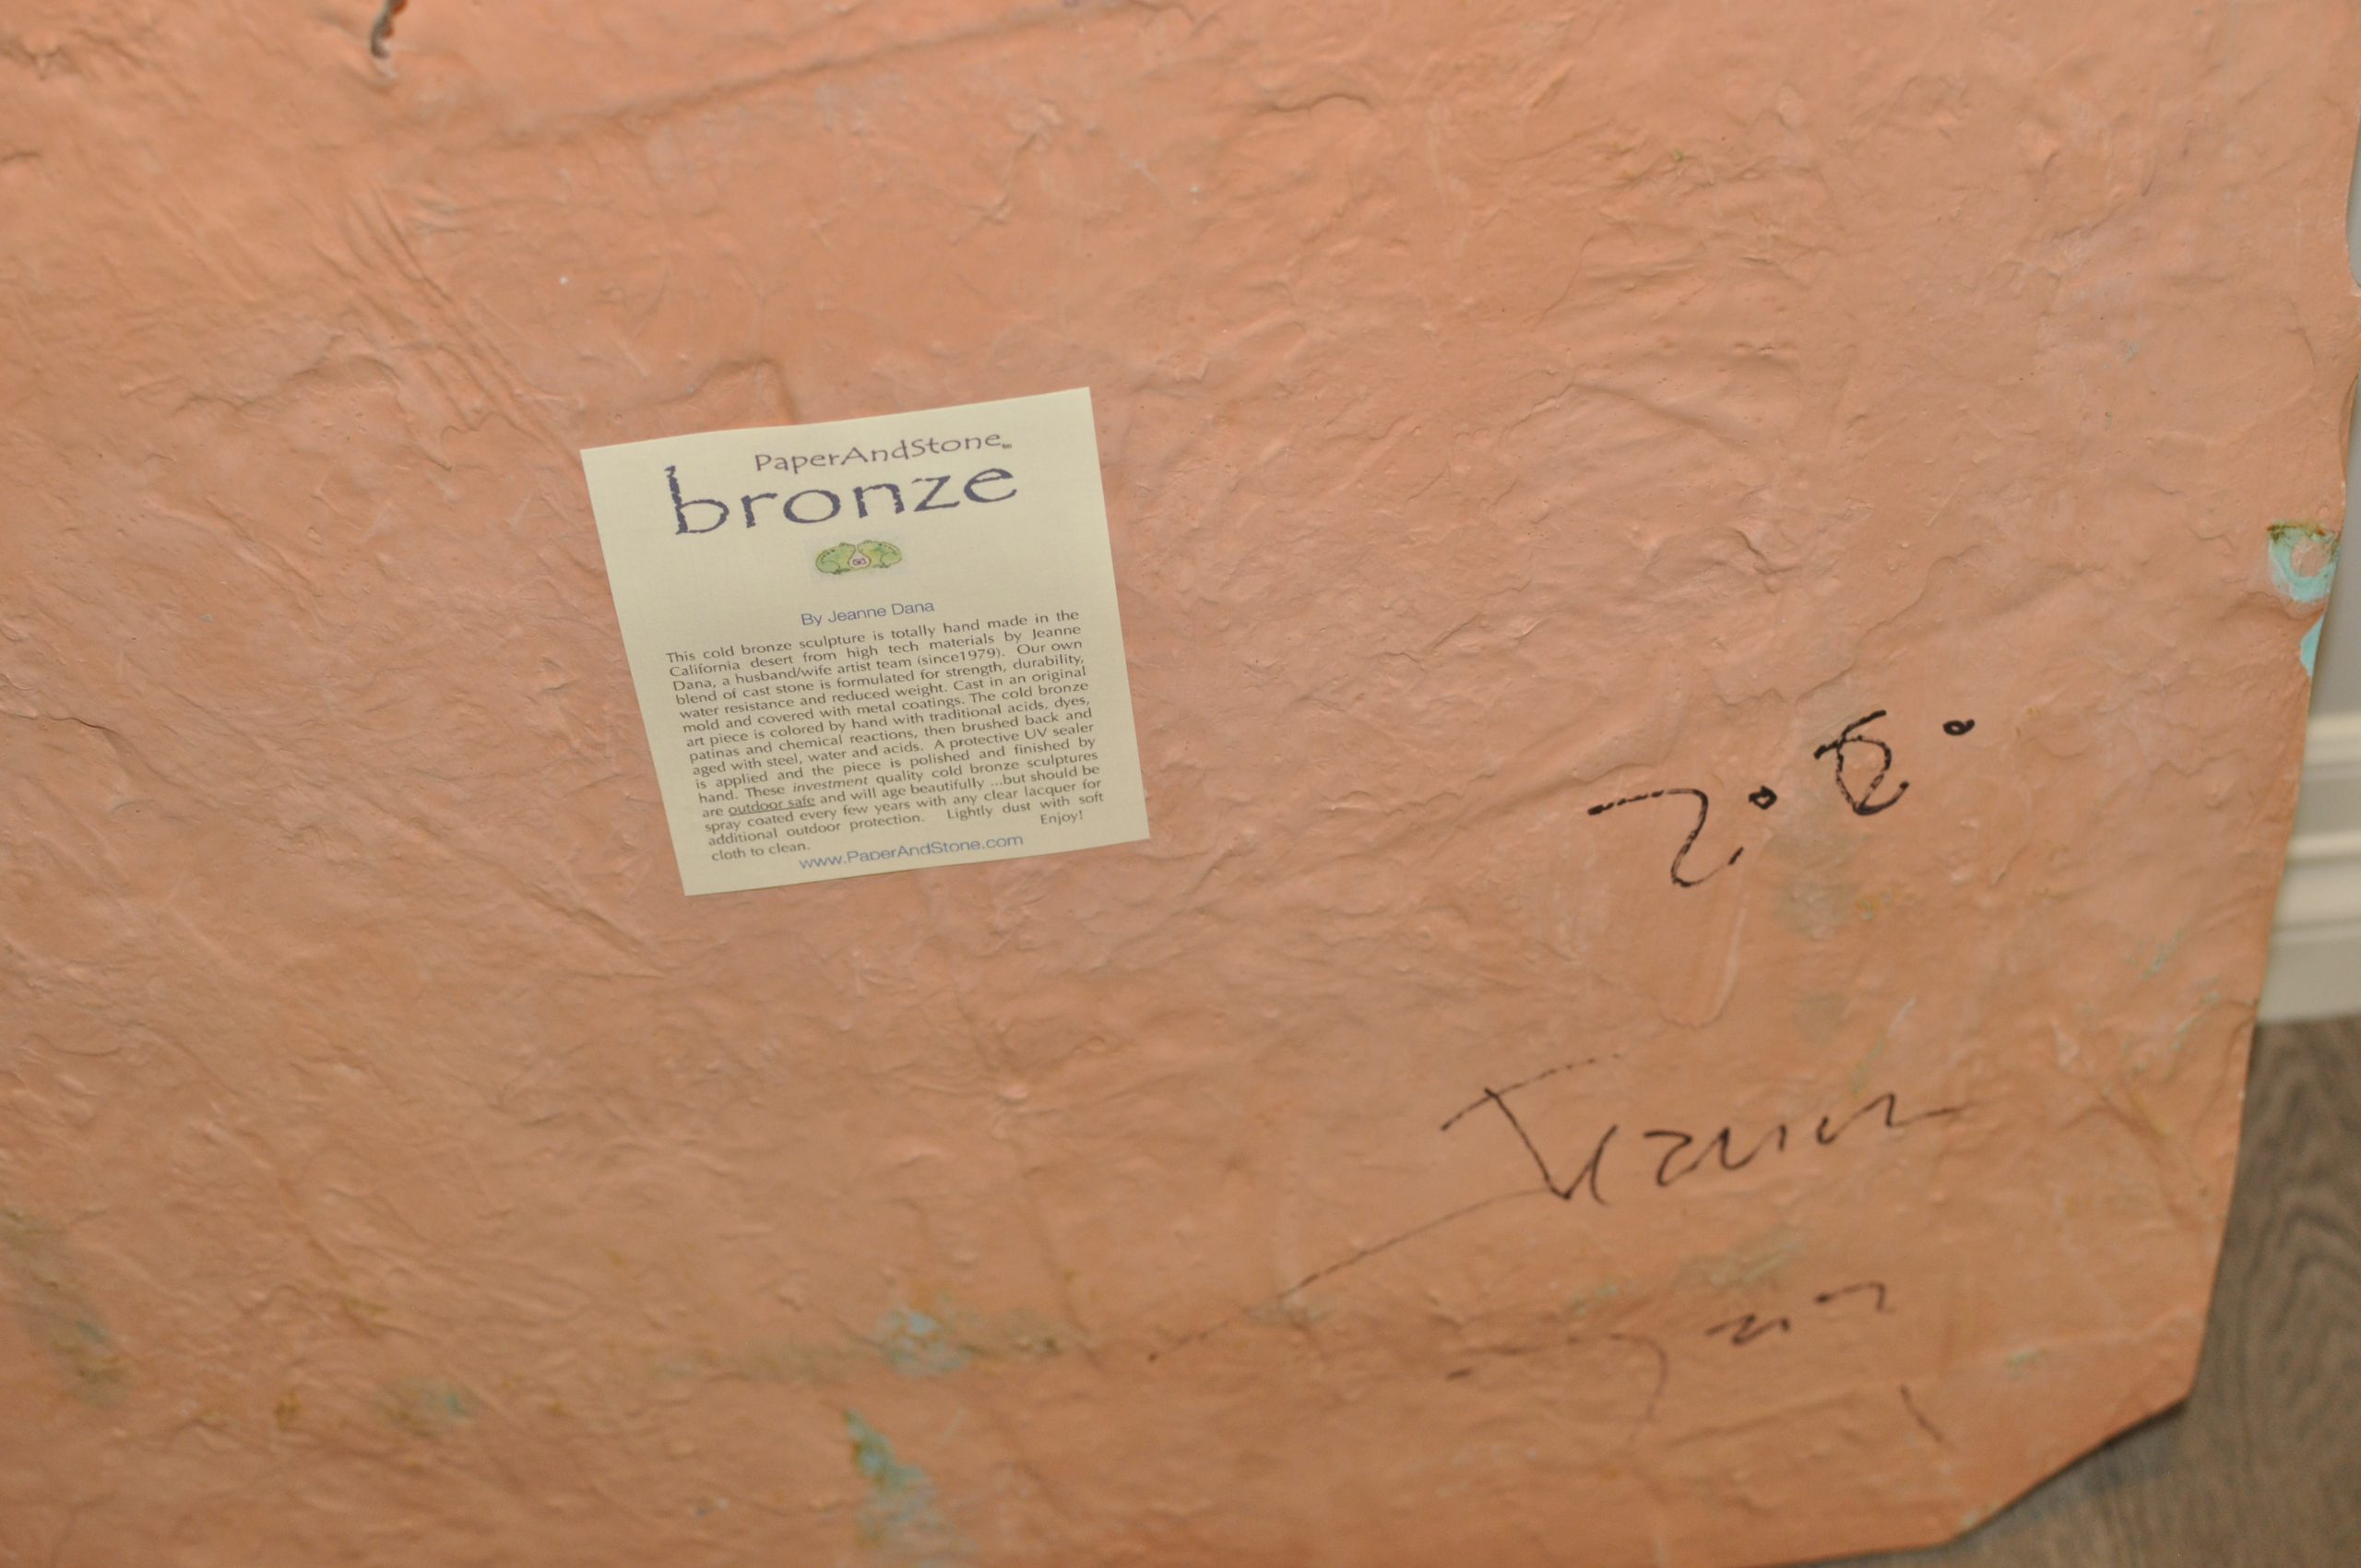 PaperAndStone™
bronze
By Jeanne Dana
This cold bronze sculpture is totally hand made in the
California desert from high tech materials by Jeanne
Dana, a husband/wife artist team (since1979). Our own
blend of cast stone is formulated for strength, durability,
water resistance and reduced weight. Cast in an original
mold and covered with metal coatings. The cold bronze
art piece is colored by hand with traditional acids, dyes,
patinas and chemical reactions, then brushed back and
aged with steel, water and acids. A protective UV sealer
is applied and the piece is polished and finished by
hand. These investment quality cold bronze sculptures
are outdoor safe and will age beautifully ...but should be
spray coated every few years with any clear lacquer for
additional outdoor protection. Lightly dust with soft
cloth to clean. Enjoy!
www.PaperAndStone.com